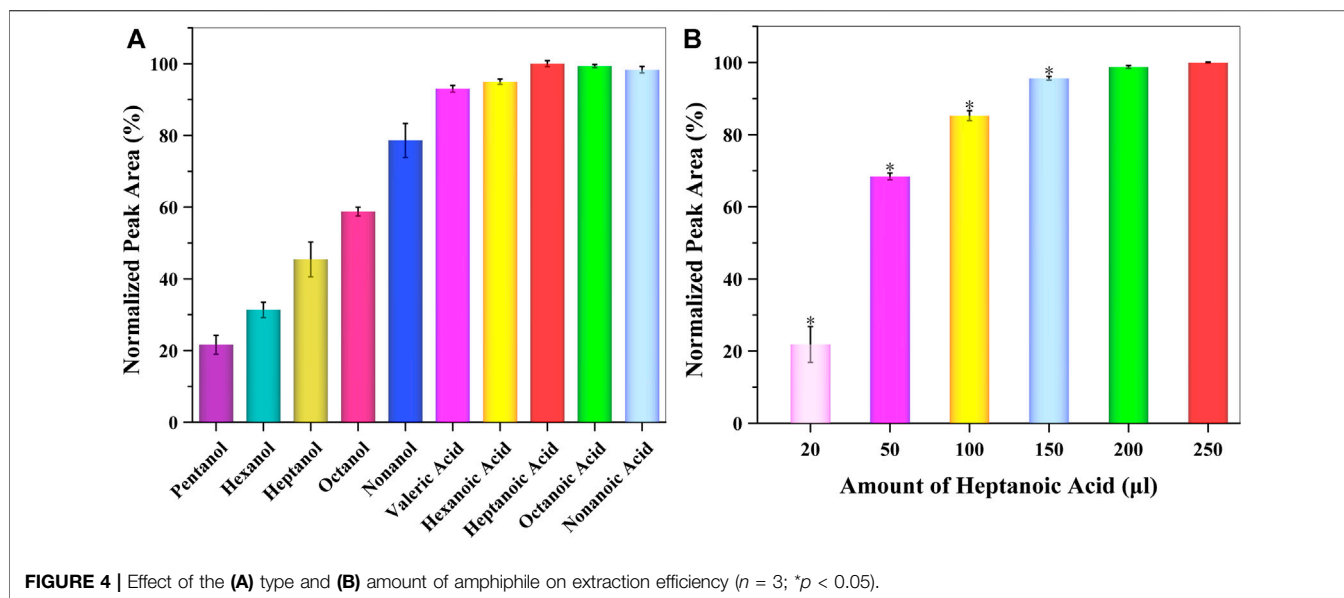 A
Normalized Peak Area (%)
100
80
60
40
20
0
Pentanol
Hexanol
Heptanol
Octanol
Nonanol
Valeric Acid
Hexanoic Acid
Heptanoic Acid
Octanoic Acid
Nonanoic Acid
B
Normalized Peak Area (%)
100
80
60
40
20
0
*
*
*
*
20 50 100 150 200 250
Amount of Heptanoic Acid (μl)
FIGURE 4 | Effect of the (A) type and (B) amount of amphiphile on extraction efficiency (n = 3; *p < 0.05).